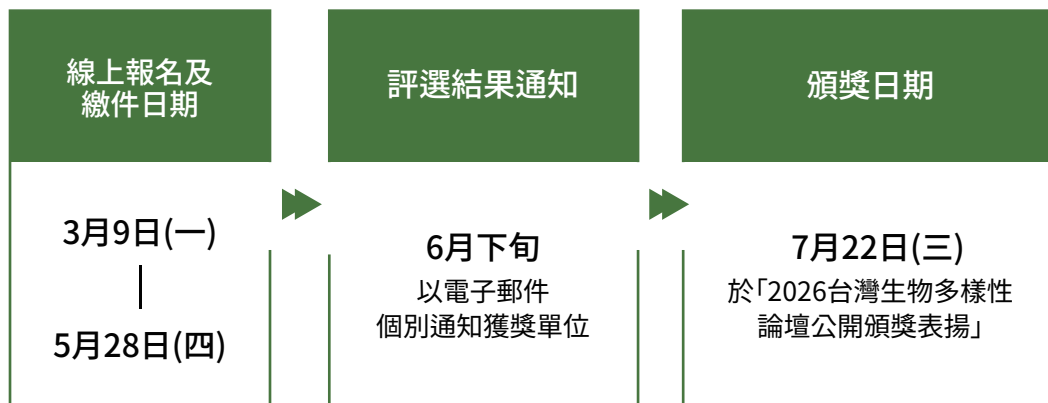 線上報名及
繳件日期
3月9日(一)
5月28日(四)
評選結果通知
6月下旬
以電子郵件
個別通知獲獎單位
頒獎日期
7月22日(三)
於「2026台灣生物多樣性
論壇公開頒獎表揚」